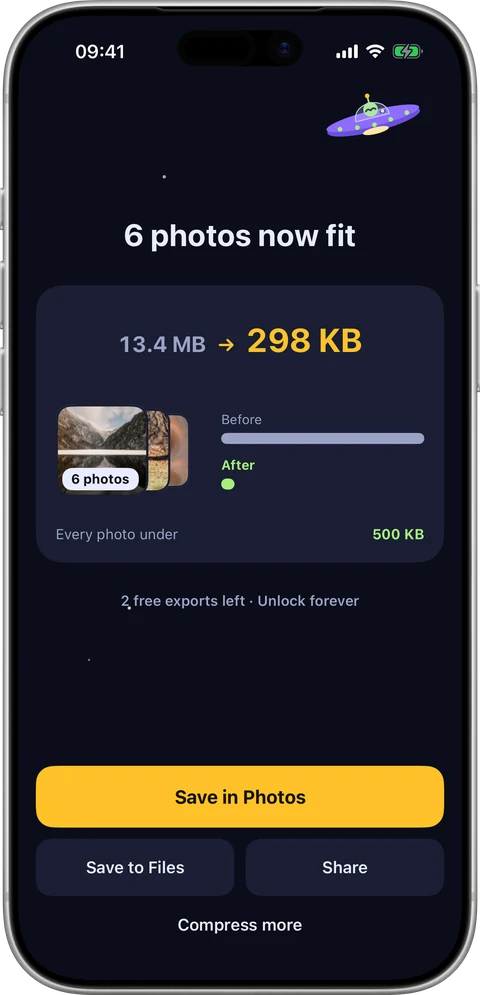 09:41
6 photos now fit
13.4 MB → 298 KB
6 photos
Before
After
Every photo under 500 KB
2 free exports left · Unlock forever
Save in Photos
Save to Files
Share
Compress more